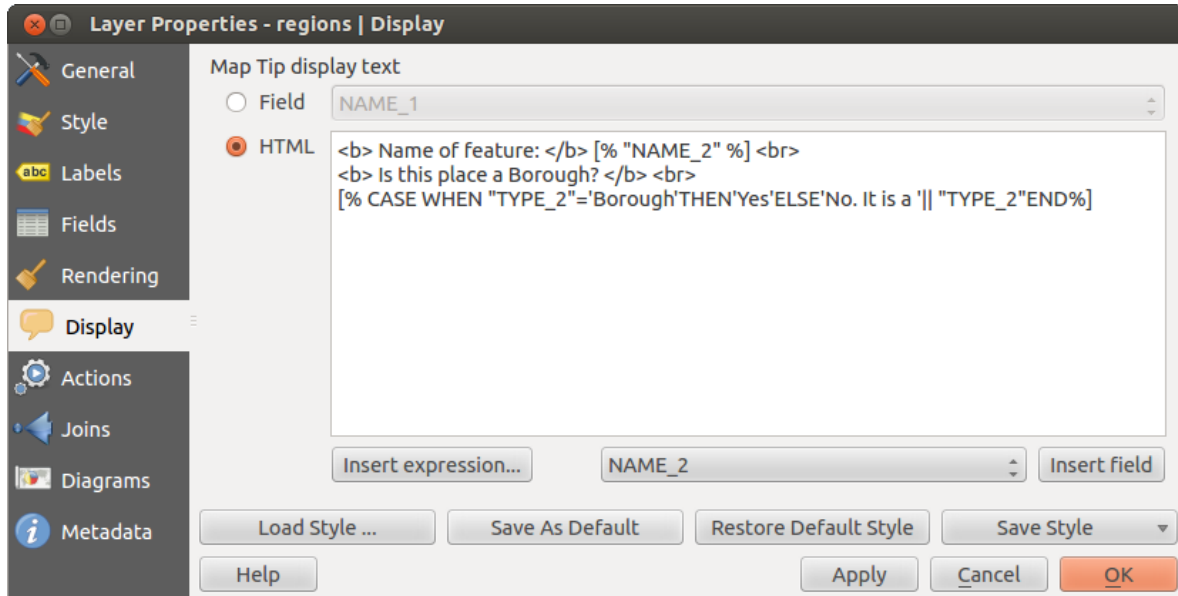 Layer Properties - regions | Display
General
Style
abc Labels
Fields
Rendering
Display
Actions
Joins
Diagrams
Metadata
Map Tip display text
Field NAME_1
HTML
<b> Name of feature: </b> [% "NAME_2" %] <br>
<b> Is this place a Borough? </b> <br>
[% CASE WHEN "TYPE_2"='Borough'THEN'Yes'ELSE'No. It is a '|| "TYPE_2"END%]
Insert expression... NAME_2 Insert field
Load Style ... Save As Default Restore Default Style Save Style
Help Apply Cancel OK